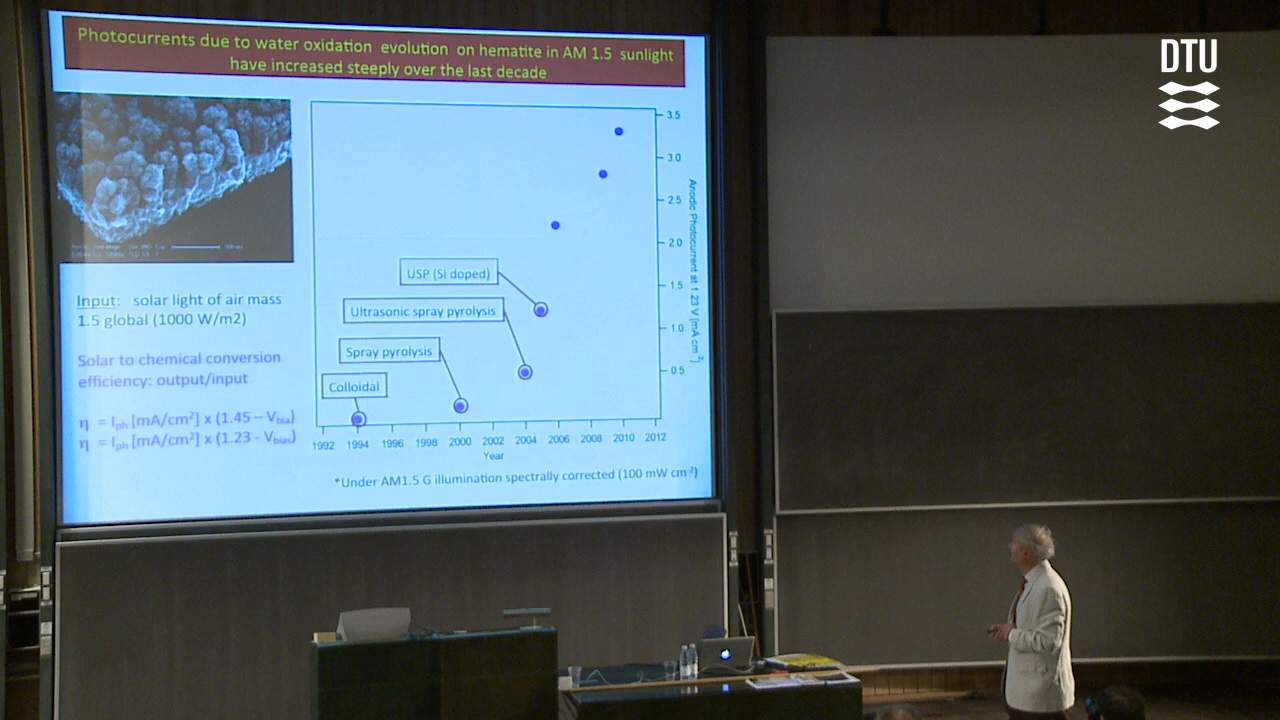 Photocurrents due to water oxidation evolution on hematite in AM 1.5 sunlight
have increased steeply over the last decade
DTU
3.5
3.0
2.5
2.0
1.5
1.0
0.5
Anodic Photocurrent at 1.23 V [mA cm⁻²]
USP (Si doped)
Ultrasonic spray pyrolysis
Spray pyrolysis
Colloidal
1992 1994 1996 1998 2000 2002 2004 2006 2008 2010 2012
Year
*Under AM1.5 G illumination spectrally corrected (100 mW cm⁻²)
Input: solar light of air mass
1.5 global (1000 W/m2)
Solar to chemical conversion
efficiency: output/input
η = Iph [mA/cm²] x (1.45 – Vbia)
η = Iph [mA/cm²] x (1.23 - Vbias)